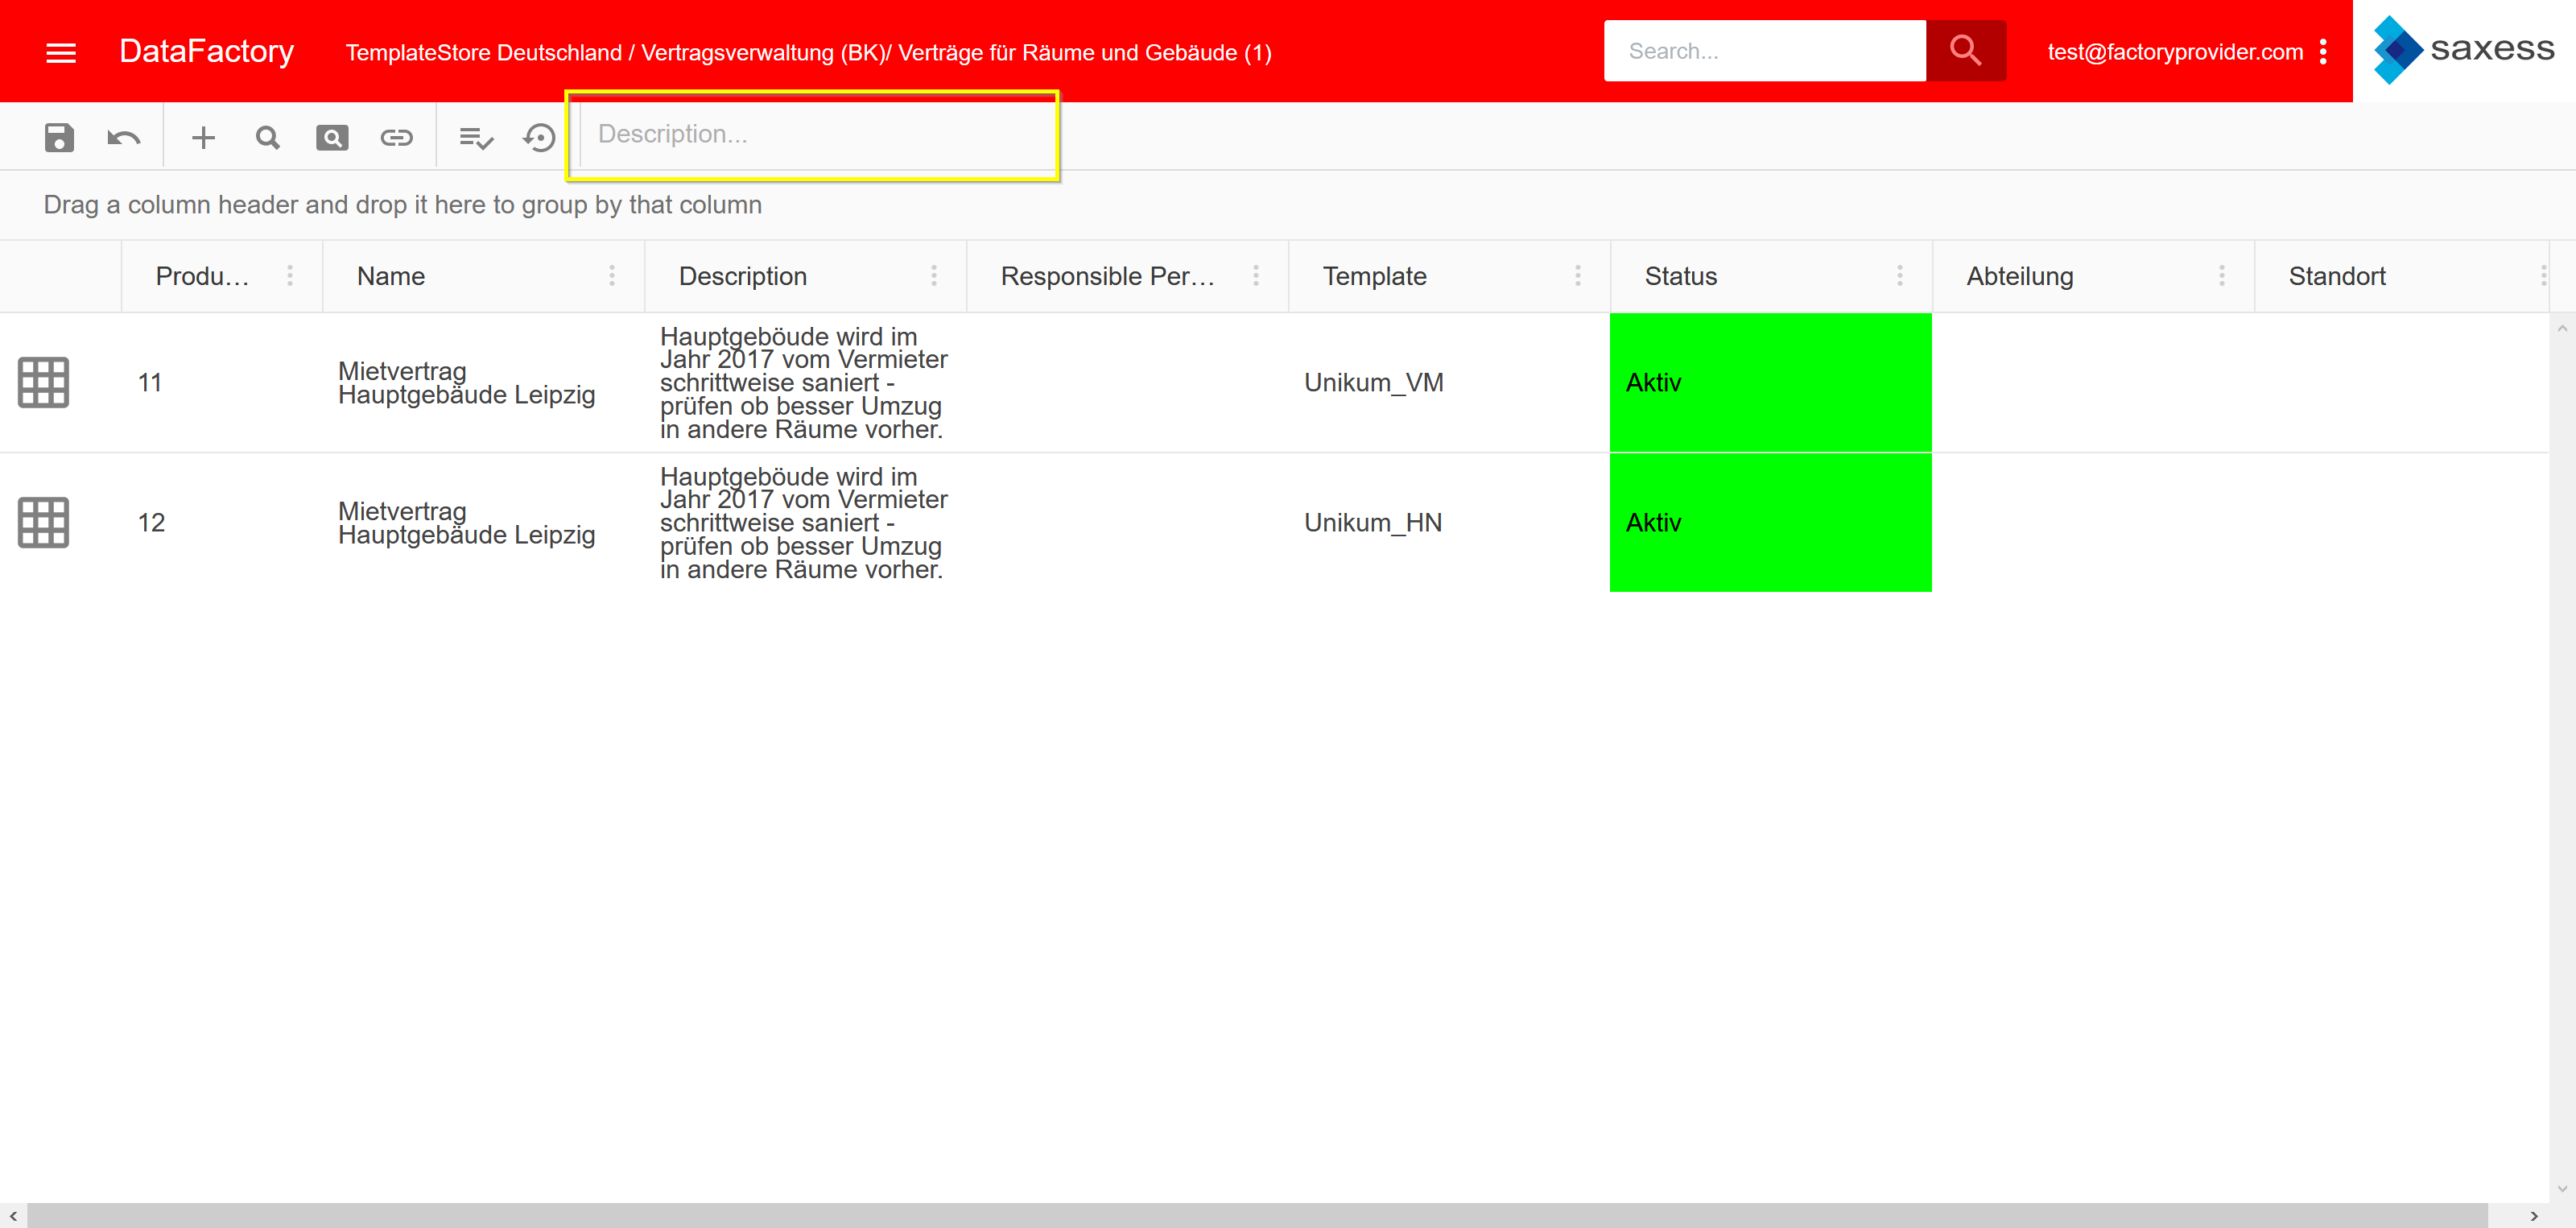 DataFactory
TemplateStore Deutschland / Vertragsverwaltung (BK)/ Verträge für Räume und Gebäude (1)
Search...
test@factoryprovider.com
saxess
Description...
Drag a column header and drop it here to group by that column
Produ...
Name
Description
Responsible Per...
Template
Status
Abteilung
Standort
11
Mietvertrag
Hauptgebäude Leipzig
Hauptgeböude wird im
Jahr 2017 vom Vermieter
schrittweise saniert -
prüfen ob besser Umzug
in andere Räume vorher.
Unikum_VM
Aktiv
12
Mietvertrag
Hauptgebäude Leipzig
Hauptgeböude wird im
Jahr 2017 vom Vermieter
schrittweise saniert -
prüfen ob besser Umzug
in andere Räume vorher.
Unikum_HN
Aktiv